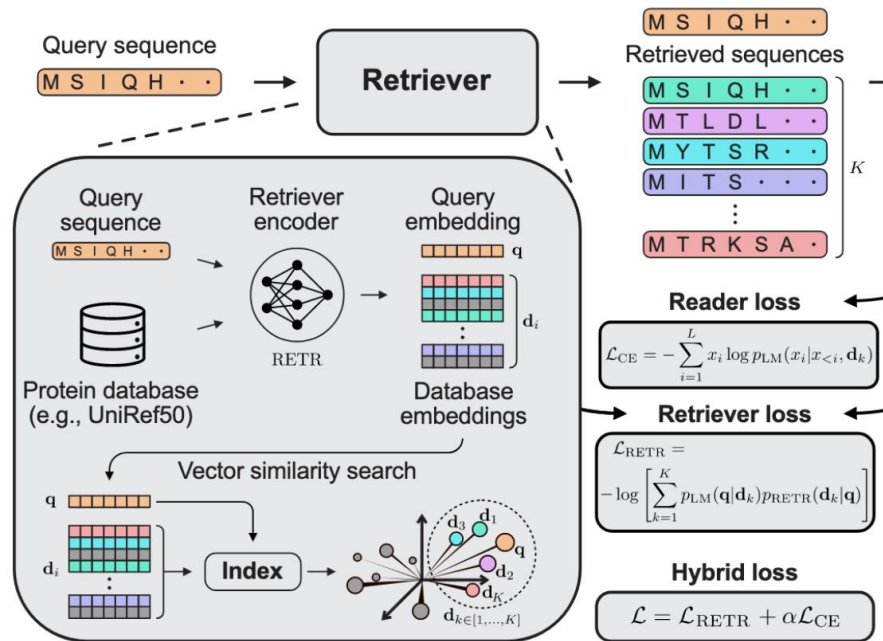 Query sequence
M S I Q H · ·
Retriever
M S I Q H · ·
Retrieved sequences
M S I Q H · ·
M T L D L · ·
M Y T S R · ·
M I T S · · ·
⋮
M T R K S A ·
K
Query
sequence
M S I Q H · ·
Retriever
encoder
RETR
Query
embedding
q
d_i
⋮
Protein database
(e.g., UniRef50)
Database
embeddings
Vector similarity search
q
d_i
⋮
Index
d_1
d_3
q
d_2
d_K
d_{k∈[1,...,K]}
Reader loss
ℒ_CE = −∑_{i=1}^{L} x_i log p_LM(x_i|x_{<i}, d_k)
Retriever loss
ℒ_RETR =
−log [∑_{k=1}^{K} p_LM(q|d_k)p_RETR(d_k|q)]
Hybrid loss
ℒ = ℒ_RETR + αℒ_CE